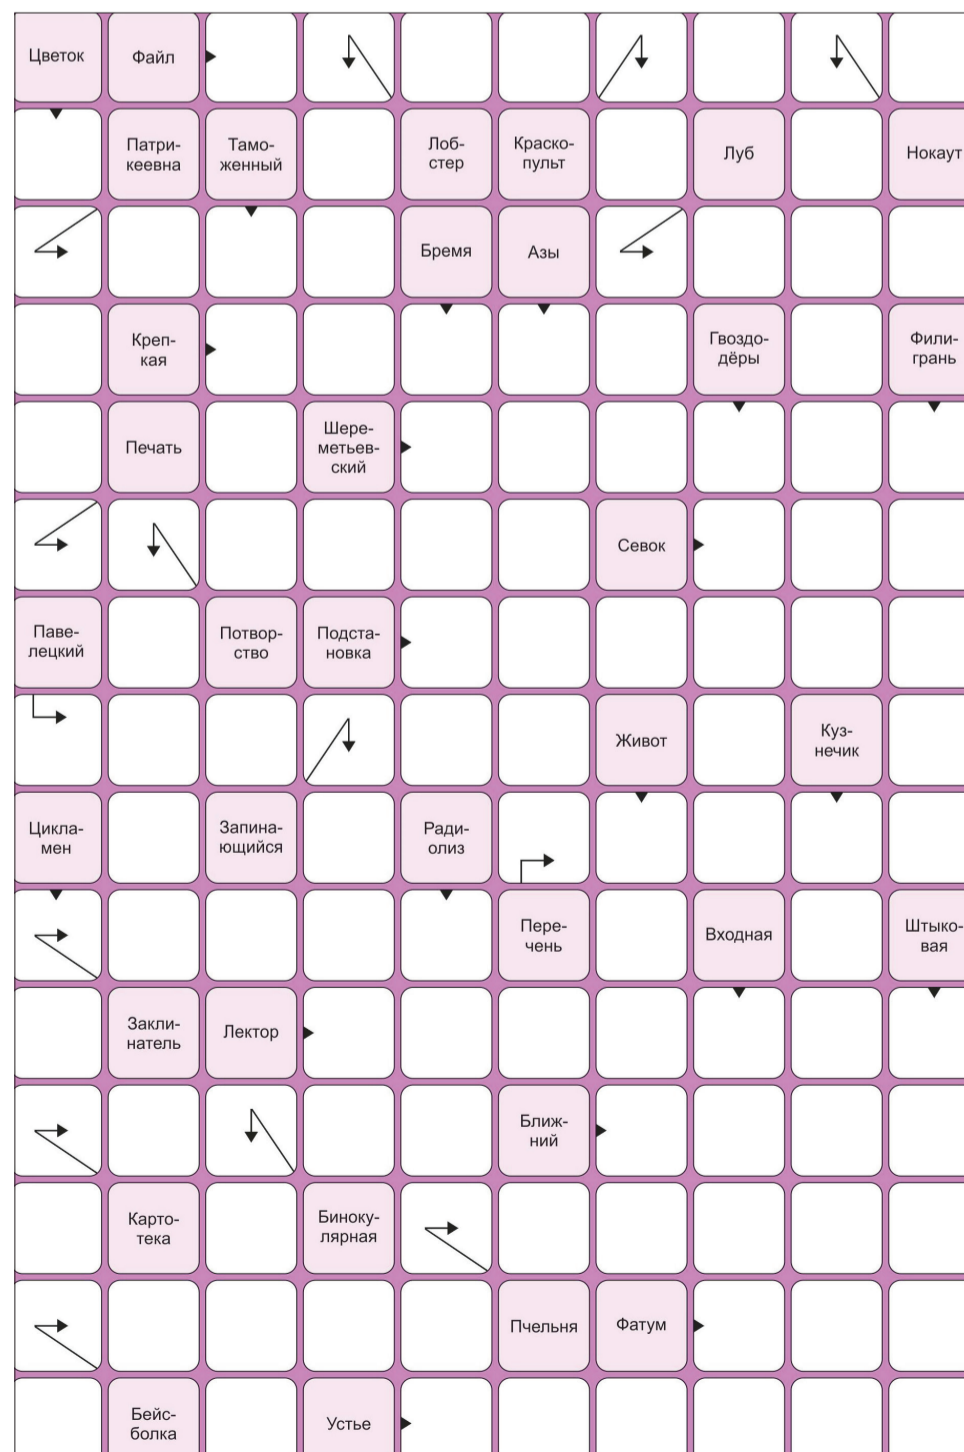 Цветок
Файл
Патри-
кеевна
Тамо-
женный
Лоб-
стер
Краско-
пульт
Луб
Нокаут
Бремя
Азы
Креп-
кая
Гвоздо-
дёры
Фили-
грань
Печать
Шере-
метьев-
ский
Севок
Паве-
лецкий
Потвор-
ство
Подста-
новка
Живот
Куз-
нечик
Цикла-
мен
Запина-
ющийся
Ради-
олиз
Пере-
чень
Входная
Штыко-
вая
Закли-
натель
Лектор
Ближ-
ний
Карто-
тека
Биноку-
лярная
Пчельня
Фатум
Бейс-
болка
Устье